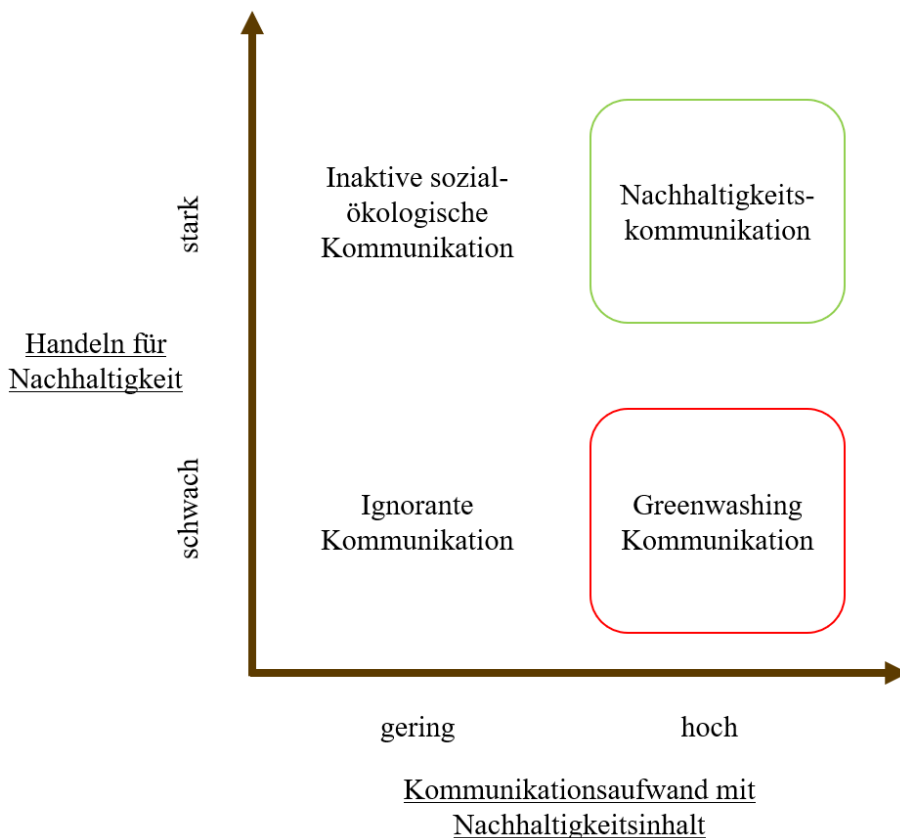 Inaktive sozial-
ökologische
Kommunikation
Nachhaltigkeits-
kommunikation
stark
Handeln für
Nachhaltigkeit
schwach
Ignorante
Kommunikation
Greenwashing
Kommunikation
gering
hoch
Kommunikationsaufwand mit
Nachhaltigkeitsinhalt